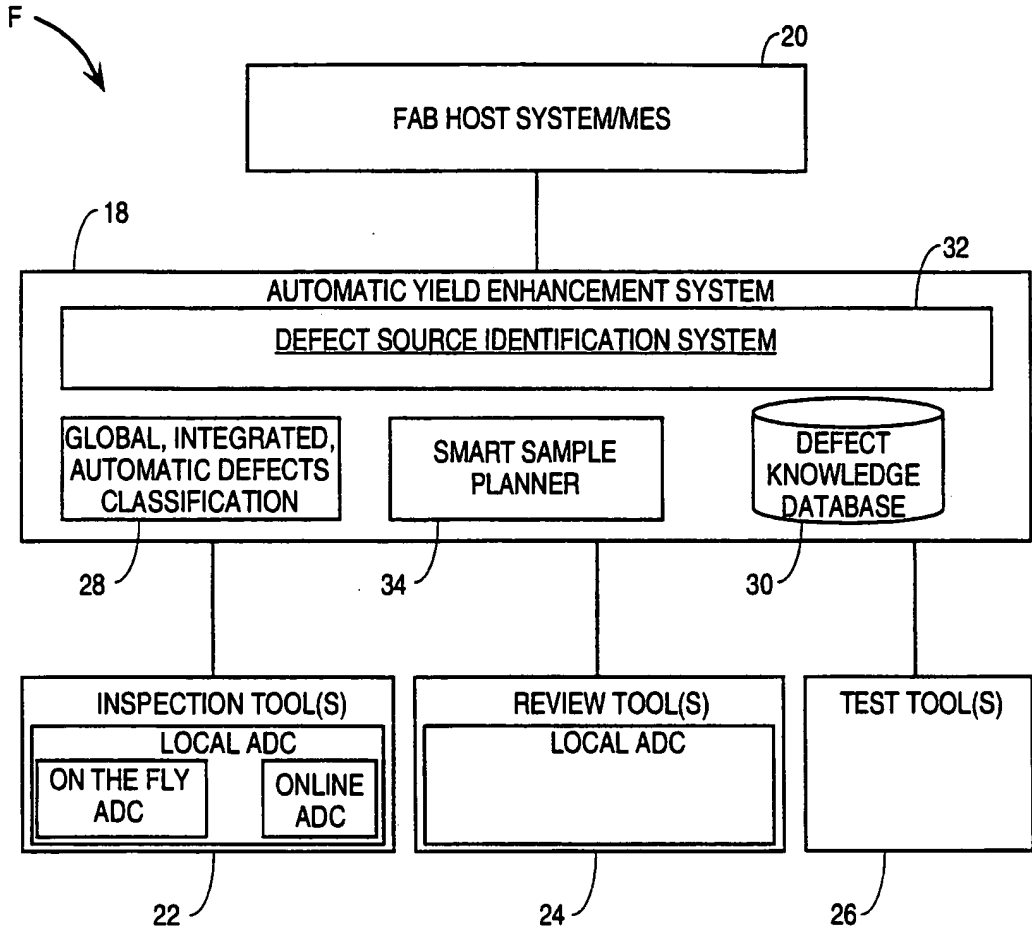 F
20
FAB HOST SYSTEM/MES
18
32
AUTOMATIC YIELD ENHANCEMENT SYSTEM
DEFECT SOURCE IDENTIFICATION SYSTEM
GLOBAL, INTEGRATED,
AUTOMATIC DEFECTS
CLASSIFICATION
SMART SAMPLE
PLANNER
DEFECT
KNOWLEDGE
DATABASE
28
34
30
INSPECTION TOOL(S)
LOCAL ADC
ON THE FLY
ADC
ONLINE
ADC
REVIEW TOOL(S)
LOCAL ADC
TEST TOOL(S)
22
24
26